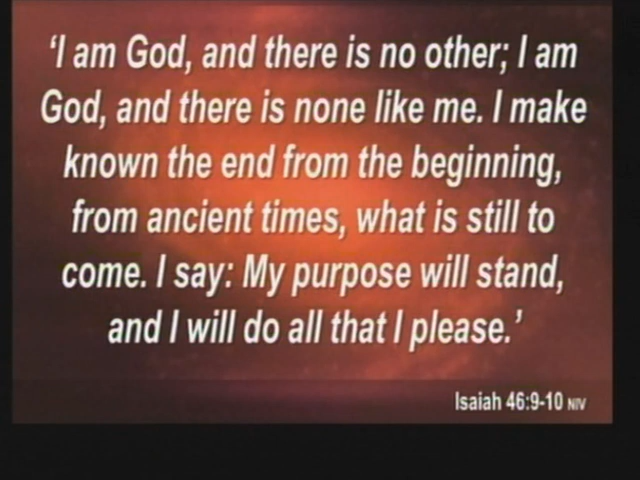 ‘I am God, and there is no other; I am
God, and there is none like me. I make
known the end from the beginning,
from ancient times, what is still to
come. I say: My purpose will stand,
and I will do all that I please.’
Isaiah 46:9-10 NIV